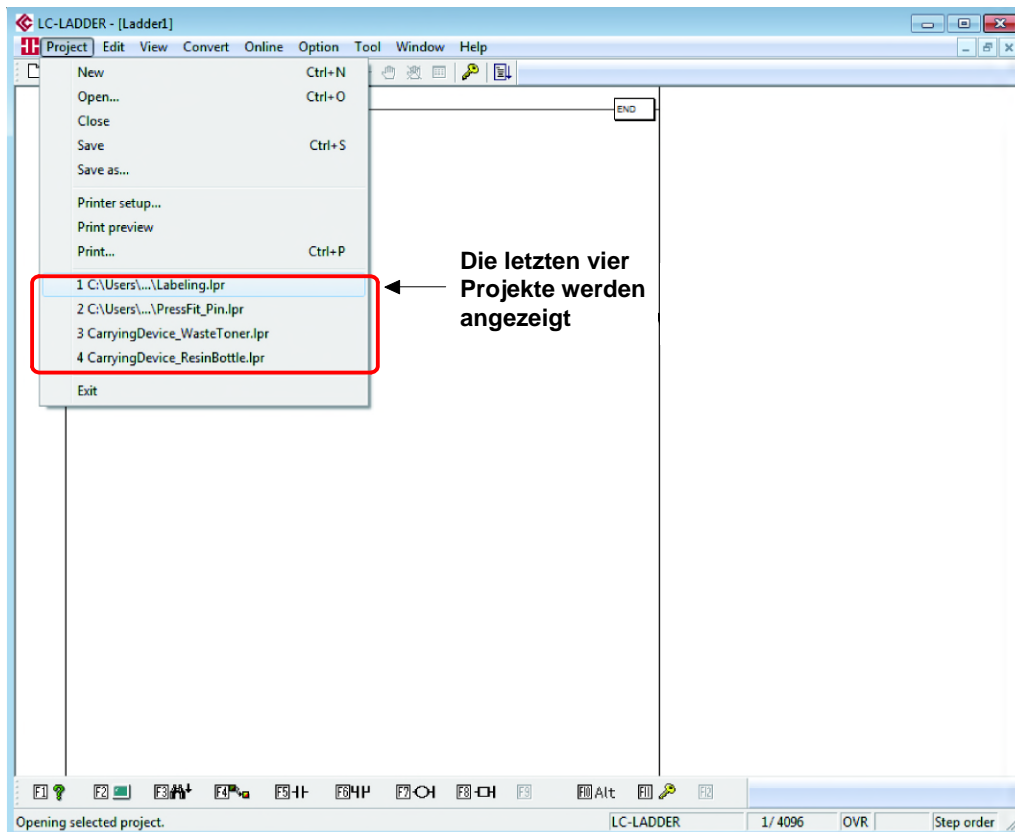 LC-LADDER - [Ladder1]
Project Edit View Convert Online Option Tool Window Help
New Ctrl+N
Open... Ctrl+O
Close
Save Ctrl+S
Save as...
Printer setup...
Print preview
Print... Ctrl+P
1 C:\Users\...\Labeling.lpr
2 C:\Users\...\PressFit_Pin.lpr
3 CarryingDevice_WasteToner.lpr
4 CarryingDevice_ResinBottle.lpr
Exit
END
Die letzten vier
Projekte werden
angezeigt
F1 F2 F3 F4 F5 F6 F7 F8 F9 F10 Alt F11 F12
Opening selected project. LC-LADDER 1/ 4096 OVR Step order